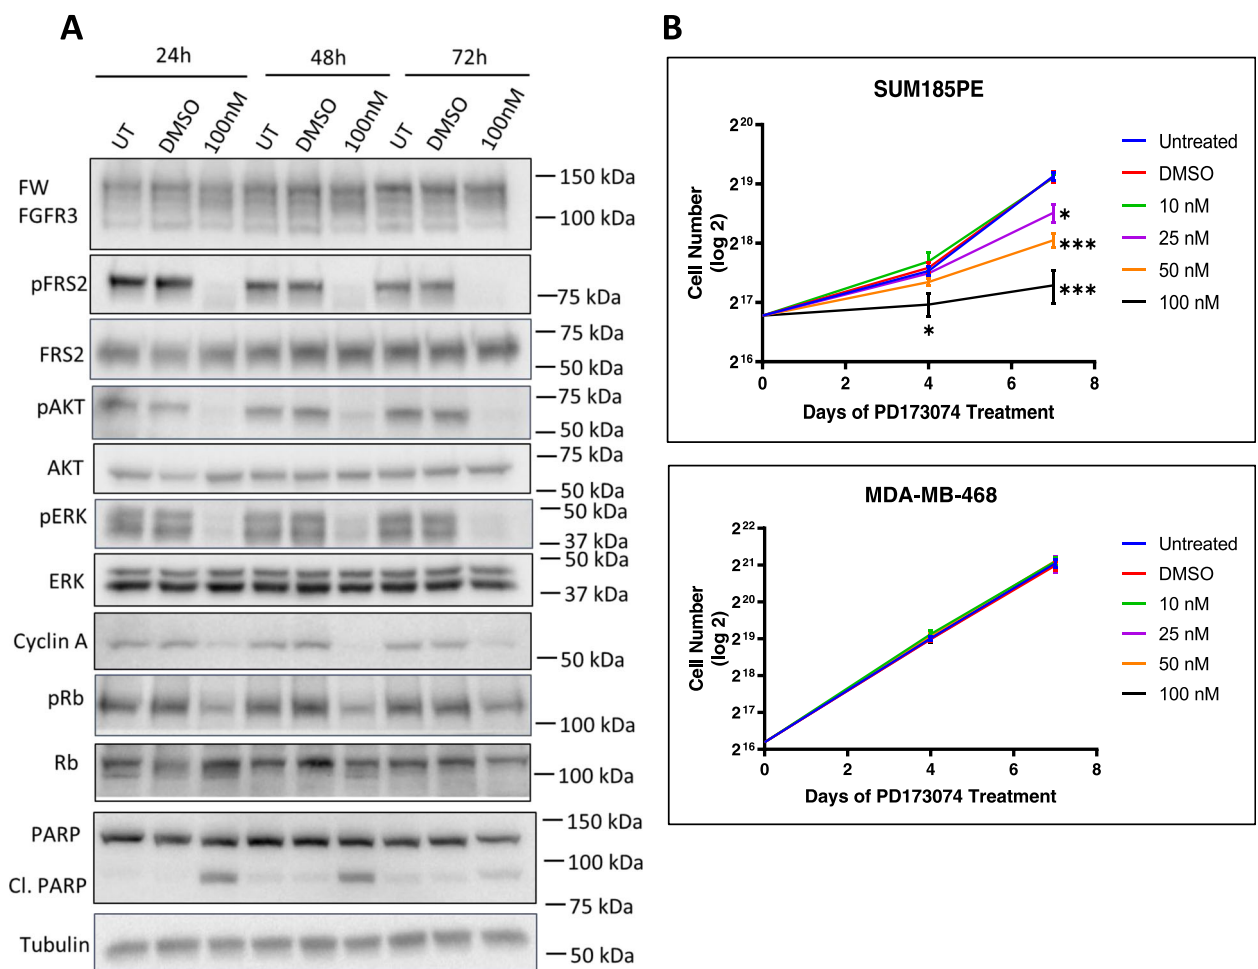 A
24h
48h
72h
UT
DMSO
100nM
UT
DMSO
100nM
UT
DMSO
100nM
FW
FGFR3
150 kDa
100 kDa
pFRS2
75 kDa
FRS2
75 kDa
50 kDa
pAKT
75 kDa
50 kDa
AKT
75 kDa
50 kDa
pERK
50 kDa
37 kDa
ERK
50 kDa
37 kDa
Cyclin A
50 kDa
pRb
100 kDa
Rb
100 kDa
PARP
150 kDa
100 kDa
Cl. PARP
75 kDa
Tubulin
50 kDa
B
SUM185PE
Cell Number
(log 2)
2^20
2^19
2^18
2^17
2^16
0
2
4
6
8
Days of PD173074 Treatment
*
*
***
***
Untreated
DMSO
10 nM
25 nM
50 nM
100 nM
MDA-MB-468
Cell Number
(log 2)
2^22
2^21
2^20
2^19
2^18
2^17
2^16
0
2
4
6
8
Days of PD173074 Treatment
Untreated
DMSO
10 nM
25 nM
50 nM
100 nM